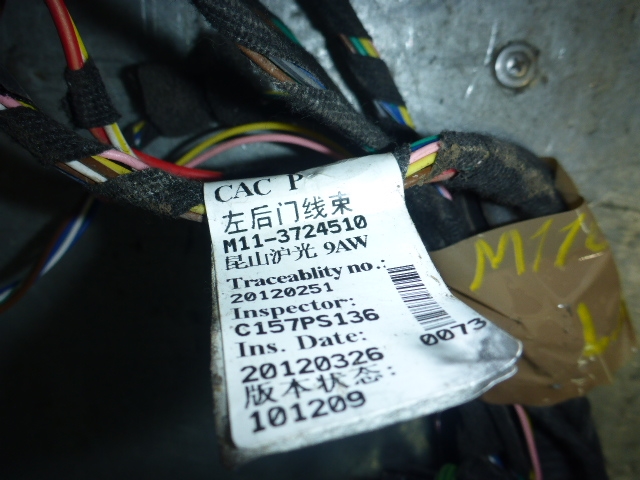 CAC P
左后门线束
M11-3724510
昆山沪光 9AW
Traceablity no.:
20120251
Inspector:
C157PS136
Ins. Date:
0073
20120326
版本状态:
101209